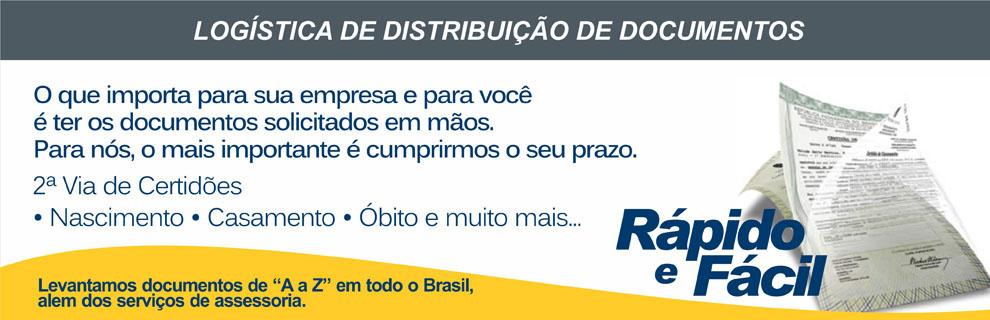 LOGÍSTICA DE DISTRIBUIÇÃO DE DOCUMENTOS
O que importa para sua empresa e para você
é ter os documentos solicitados em mãos.
Para nós, o mais importante é cumprirmos o seu prazo.
2ª Via de Certidões
• Nascimento • Casamento • Óbito e muito mais...
Rápido
e Fácil
Levantamos documentos de “A a Z” em todo o Brasil,
alem dos serviços de assessoria.